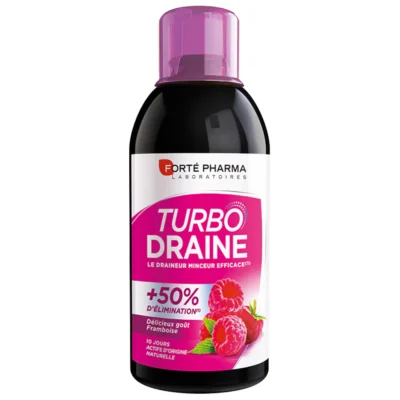 FORTÉ PHARMA
LABORATOIRES
TURBO
DRAINE
LE DRAINEUR MINCEUR EFFICACE
+50%
D'ÉLIMINATION
Délicieux goût
Framboise
10 JOURS
ACTIFS D'ORIGINE
NATURELLE